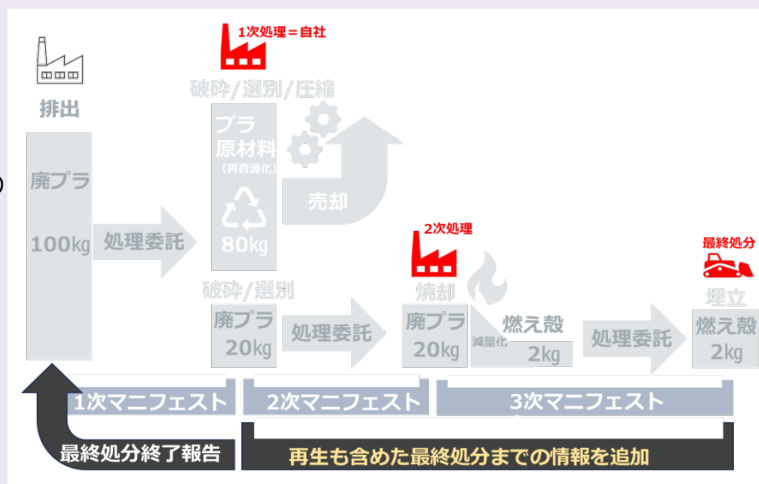 1次処理＝自社
排出
破砕/選別/圧縮
プラ
原材料
(再資源化)
80kg
売却
廃プラ
100kg
処理委託
2次処理
最終処分
破砕/選別
廃プラ
20kg
処理委託
焼却
廃プラ
20kg
減量化
燃え殻
2kg
処理委託
埋立
燃え殻
2kg
1次マニフェスト
2次マニフェスト
3次マニフェスト
最終処分終了報告
再生も含めた最終処分までの情報を追加